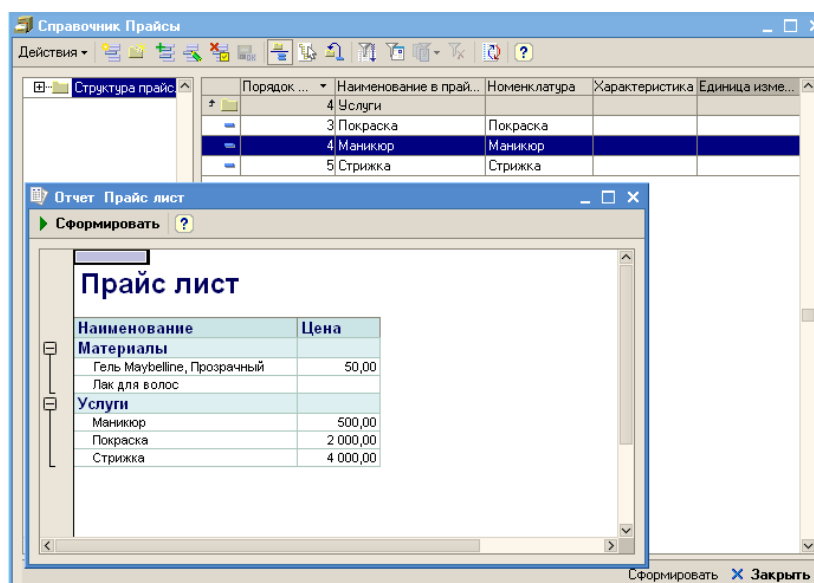 Справочник Прайсы
Действия
Структура прайс.
Порядок ... Наименование в прай... Номенклатура Характеристика Единица изме...
4 Услуги
3 Покраска Покраска
4 Маникюр Маникюр
5 Стрижка Стрижка
Отчет Прайс лист
Сформировать
Прайс лист
Наименование Цена
Материалы
Гель Maybelline, Прозрачный 50,00
Лак для волос
Услуги
Маникюр 500,00
Покраска 2 000,00
Стрижка 4 000,00
Сформировать Закрыть